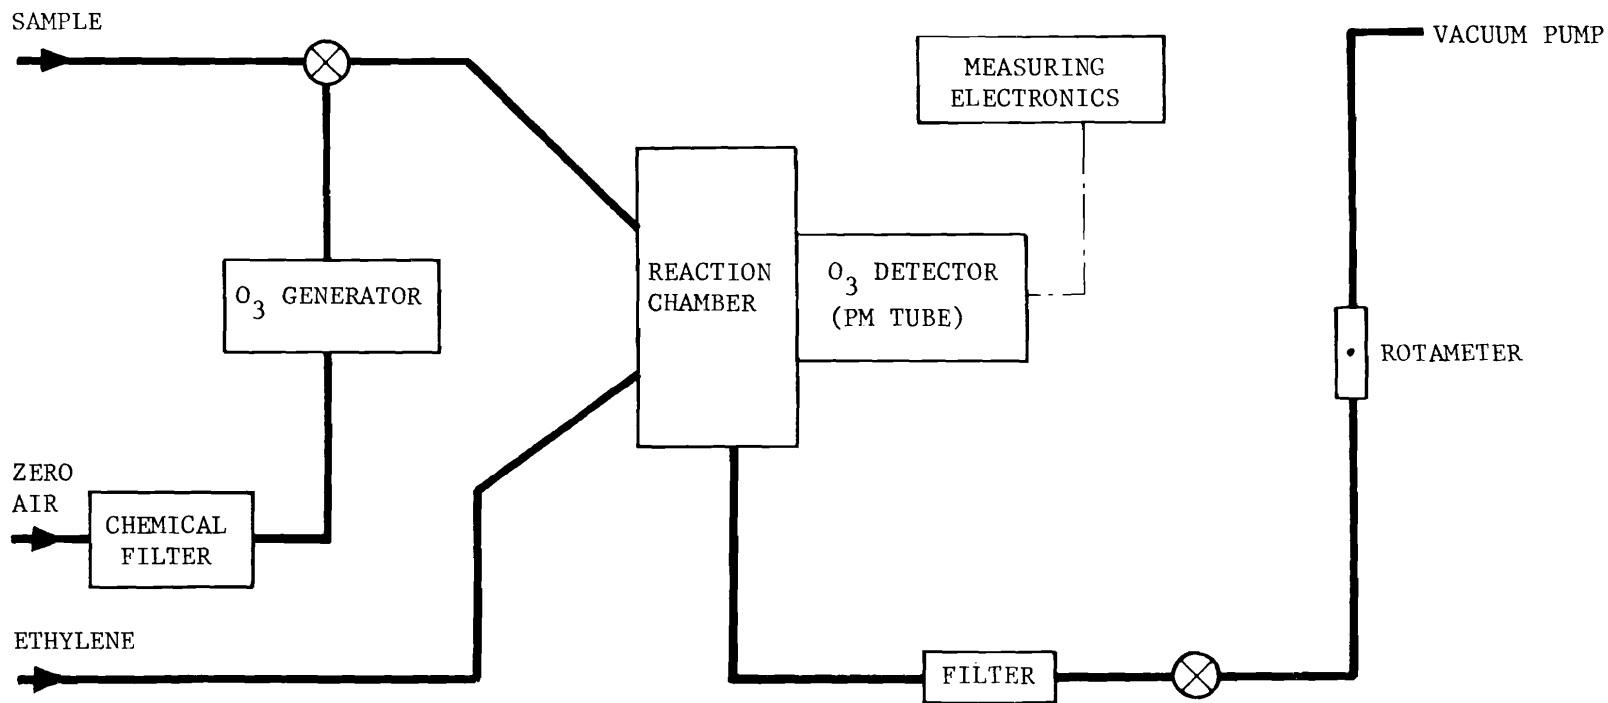 SAMPLE
VACUUM PUMP
MEASURING
ELECTRONICS
REACTION
CHAMBER
O3 DETECTOR
(PM TUBE)
O3 GENERATOR
ROTAMETER
ZERO
AIR
CHEMICAL
FILTER
ETHYLENE
FILTER